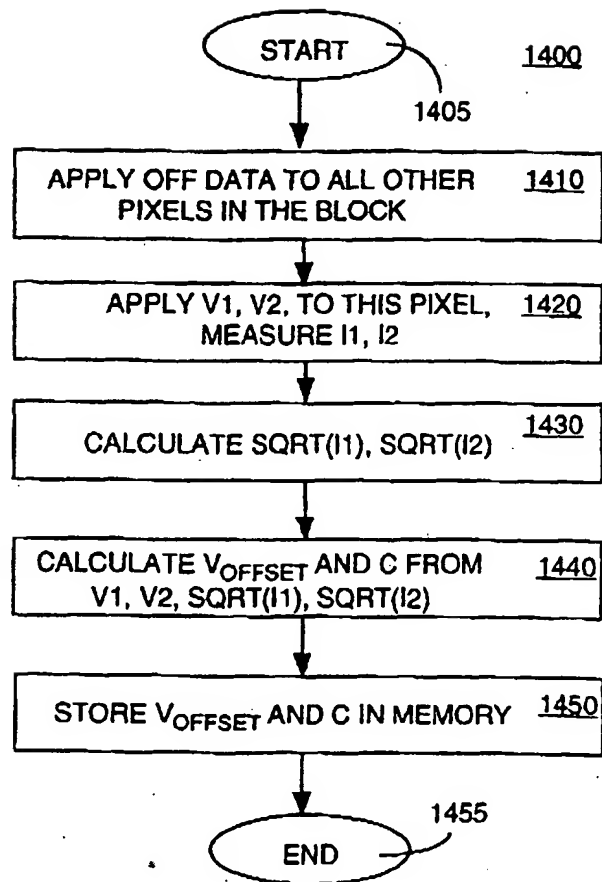 START
1400
1405
APPLY OFF DATA TO ALL OTHER
PIXELS IN THE BLOCK
1410
APPLY V1, V2, TO THIS PIXEL,
MEASURE I1, I2
1420
CALCULATE SQRT(I1), SQRT(I2)
1430
CALCULATE VOFFSET AND C FROM
V1, V2, SQRT(I1), SQRT(I2)
1440
STORE VOFFSET AND C IN MEMORY
1450
1455
END